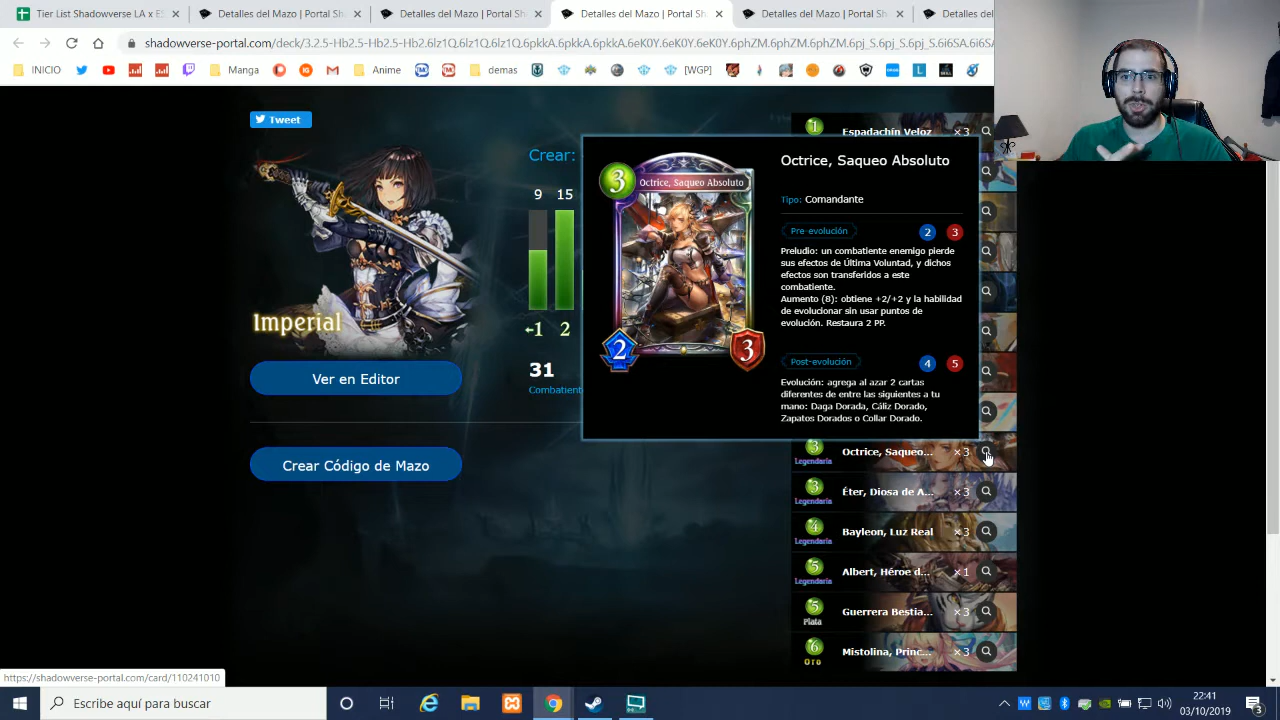 Tier List Shadowverse LA x ES
Detalles del Mazo | Portal Sh
Detalles del Mazo | Portal Sh
Detalles del Mazo | Portal Sh
Detalles del Mazo | Portal Sh
Detalles del
shadowverse-portal.com/deck/3.2.5-Hb2.5-Hb2.5-Hb2.6lz1Q.6lz1Q.6lz1Q.6pkkA.6pkkA.6pkkA.6eK0Y.6eK0Y.6eK0Y.6phZM.6phZM.6phZM.6pj_S.6pj_S.6pj_S.6i6SA.6i6
INICIO
Manga
Anime
demas
[WGP]
Tweet
Imperial
Ver en Editor
Crear Código de Mazo
Crear:
9 15
-1 2
31
Combatient
1 Espadachín Veloz ×3
3 Octrice, Saqueo Absoluto
2 3
Octrice, Saqueo Absoluto
Tipo: Comandante
Pre-evolución 2 3
Preludio: un combatiente enemigo pierde
sus efectos de Última Voluntad, y dichos
efectos son transferidos a este
combatiente.
Aumento (8): obtiene +2/+2 y la habilidad
de evolucionar sin usar puntos de
evolución. Restaura 2 PP.
Post-evolución 4 5
Evolución: agrega al azar 2 cartas
diferentes de entre las siguientes a tu
mano: Daga Dorada, Cáliz Dorado,
Zapatos Dorados o Collar Dorado.
3 Legendaria Octrice, Saqueo... ×3
3 Legendaria Éter, Diosa de A... ×3
4 Legendaria Bayleon, Luz Real ×3
5 Legendaria Albert, Héroe d... ×1
5 Plata Guerrera Bestia... ×3
6 Oro Mistolina, Princ... ×3
https://shadowverse-portal.com/card/110241010
Escribe aquí para buscar
22:41
03/10/2019
3